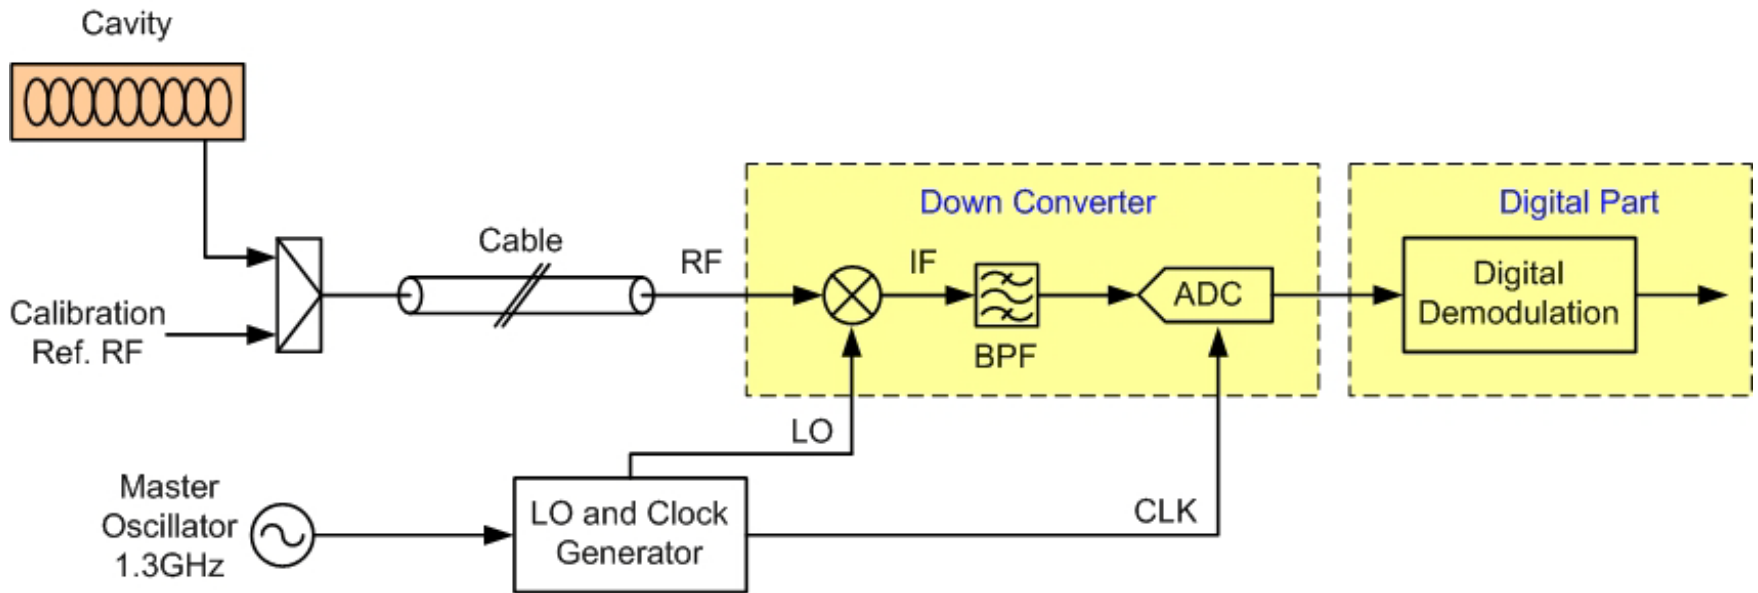 Cavity
Down Converter
Digital Part
Cable
RF
IF
ADC
Digital
Demodulation
Calibration
Ref. RF
BPF
LO
Master
Oscillator
1.3GHz
LO and Clock
Generator
CLK